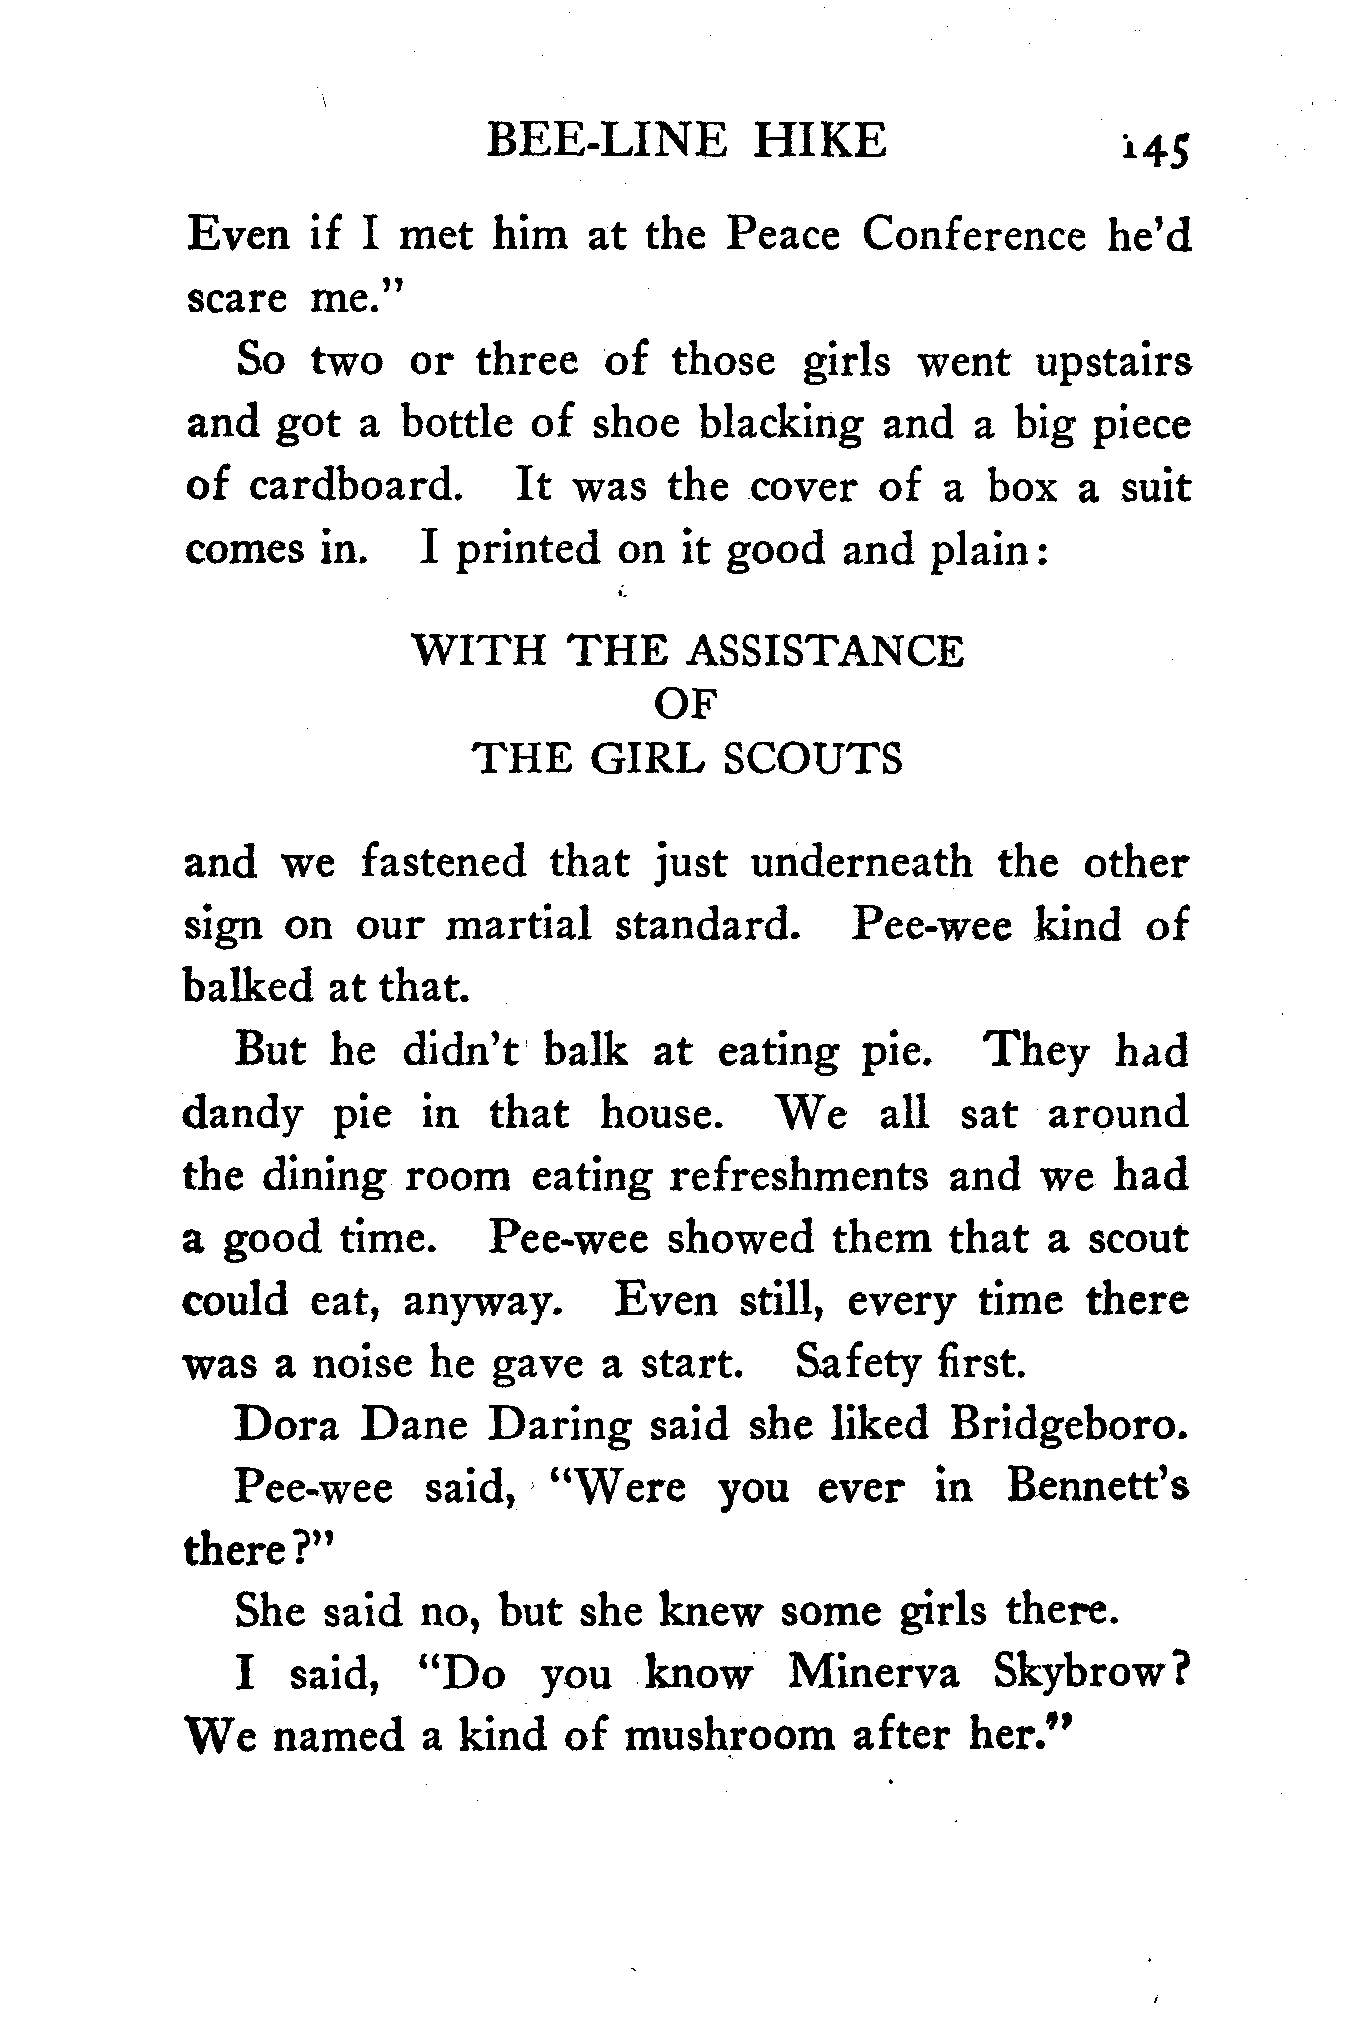 BEE-LINE HIKE 145
Even if I met him at the Peace Conference he'd
scare me."
So two or three of those girls went upstairs
and got a bottle of shoe blacking and a big piece
of cardboard. It was the cover of a box a suit
comes in. I printed on it good and plain:
WITH THE ASSISTANCE
OF
THE GIRL SCOUTS
and we fastened that just underneath the other
sign on our martial standard. Pee-wee kind of
balked at that.
But he didn't balk at eating pie. They had
dandy pie in that house. We all sat around
the dining room eating refreshments and we had
a good time. Pee-wee showed them that a scout
could eat, anyway. Even still, every time there
was a noise he gave a start. Safety first.
Dora Dane Daring said she liked Bridgeboro.
Pee-wee said, "Were you ever in Bennett's
there?"
She said no, but she knew some girls there.
I said, "Do you know Minerva Skybrow?
We named a kind of mushroom after her."